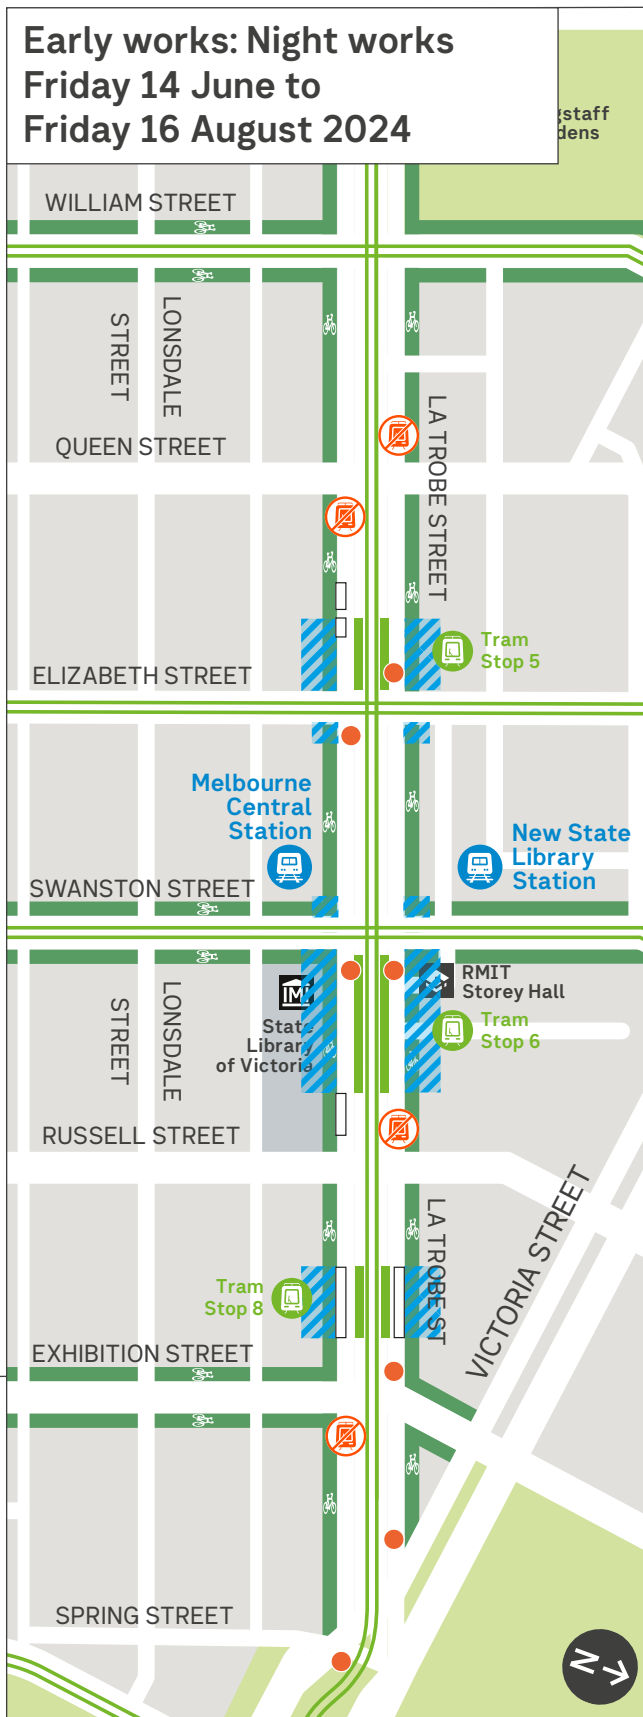 Early works: Night works
Friday 14 June to
Friday 16 August 2024
gstaff
dens
WILLIAM STREET
LONSDALE
STREET
QUEEN STREET
LA TROBE STREET
Tram
Stop 5
ELIZABETH STREET
Melbourne
Central
Station
New State
Library
Station
SWANSTON STREET
RMIT
Storey Hall
State
Library
of Victoria
Tram
Stop 6
LONSDALE
STREET
RUSSELL STREET
LA TROBE ST
VICTORIA STREET
Tram
Stop 8
EXHIBITION STREET
SPRING STREET
N